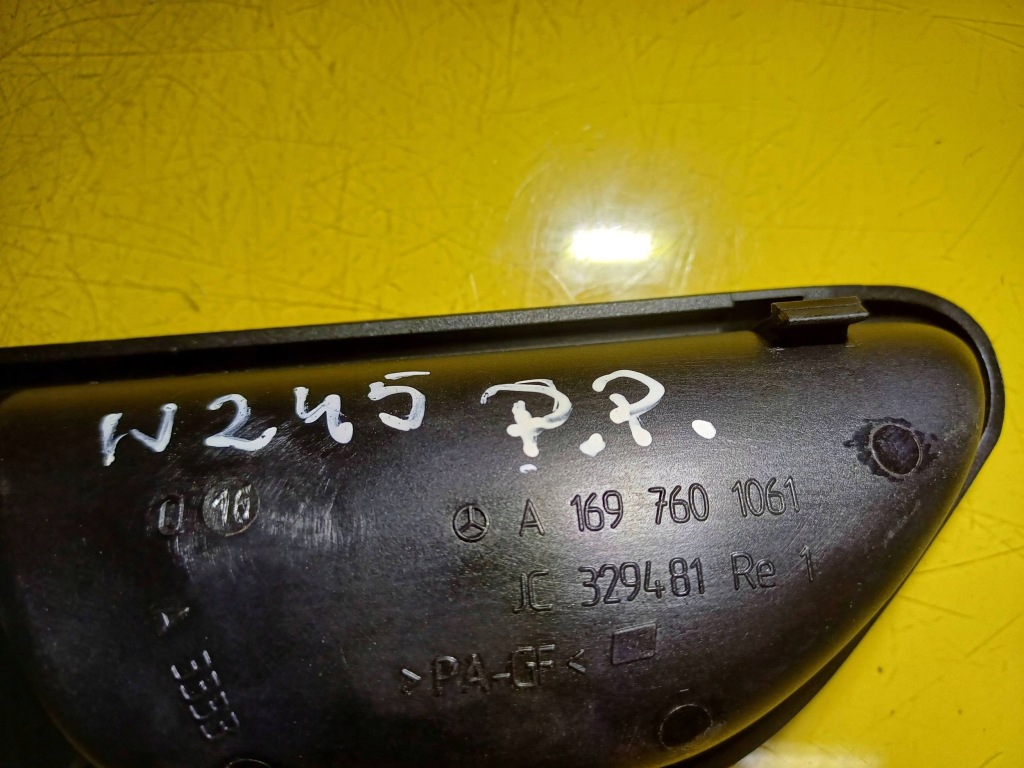 W245 P.P.
A 169 760 1061
JC 329481 Re 1
>PA-GF<